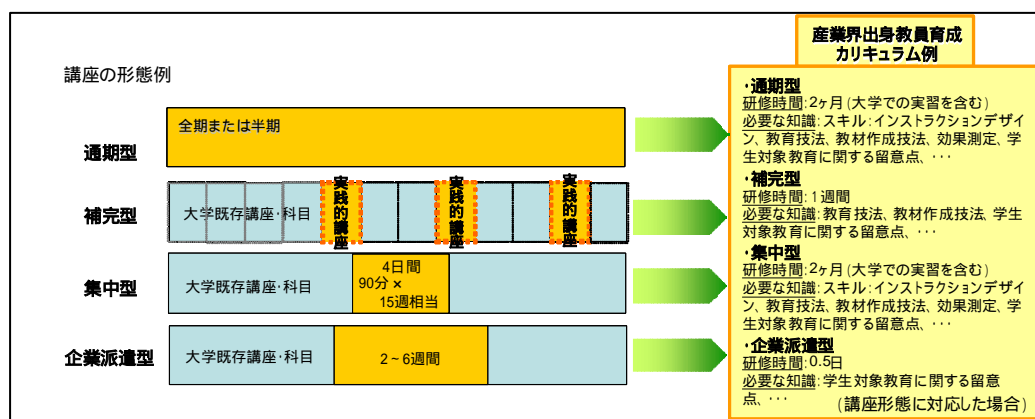 産業界出身教員育成
カリキュラム例
講座の形態例
通期型
全期または半期
補完型
大学既存講座・科目
実践的講座
実践的講座
実践的講座
集中型
大学既存講座・科目
4日間
90分×
15週相当
企業派遣型
大学既存講座・科目
2~6週間
・通期型
研修時間:2ヶ月(大学での実習を含む)
必要な知識:スキル:インストラクションデザイ
ン、教育技法、教材作成技法、効果測定、学
生対象教育に関する留意点、・・・
・補完型
研修時間:1週間
必要な知識:教育技法、教材作成技法、学生
対象教育に関する留意点、・・・
・集中型
研修時間:2ヶ月(大学での実習を含む)
必要な知識:スキル:インストラクションデザイ
ン、教育技法、教材作成技法、効果測定、学
生対象教育に関する留意点、・・・
・企業派遣型
研修時間:0.5日
必要な知識:学生対象教育に関する留意
点、・・・
(講座形態に対応した場合)